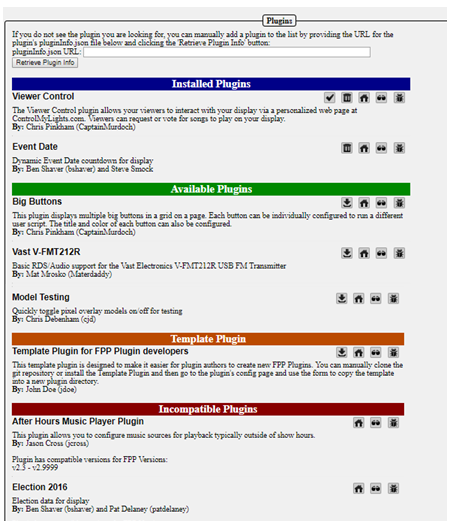 Plugins
If you do not see the plugin you are looking for, you can manually add a plugin to the list by providing the URL for the
plugin's pluginInfo.json file below and clicking the 'Retrieve Plugin Info' button:
pluginInfo.json URL:
Retrieve Plugin Info
Installed Plugins
Viewer Control
The Viewer Control plugin allows your viewers to interact with your display via a personalized web page at
ControlMyLights.com. Viewers can request or vote for songs to play on your display.
By: Chris Pinkham (CaptainMurdoch)
Event Date
Dynamic Event Date countdown for display
By: Ben Shaver (bshaver) and Steve Smock
Available Plugins
Big Buttons
This plugin displays multiple big buttons in a grid on a page. Each button can be individually configured to run a different
user script. The title and color of each button can also be configured.
By: Chris Pinkham (CaptainMurdoch)
Vast V-FMT212R
Basic RDS/Audio support for the Vast Electronics V-FMT212R USB FM Transmitter
By: Mat Mrosko (Materdaddy)
Model Testing
Quickly toggle pixel overlay models on/off for testing
By: Chris Debenham (cjd)
Template Plugin
Template Plugin for FPP Plugin developers
This template plugin is designed to make it easier for plugin authors to create new FPP Plugins. You can manually clone the
git repository or install the Template Plugin and then go to the plugin's config page and use the form to copy the template
into a new plugin directory.
By: John Doe (jdoe)
Incompatible Plugins
After Hours Music Player Plugin
This plugin allows you to configure music sources for playback typically outside of show hours.
By: Jason Cross (jcross)
Plugin has compatible versions for FPP Versions:
v2.3 - v2.9999
Election 2016
Election data for display
By: Ben Shaver (bshaver) and Pat Delaney (patdelaney)